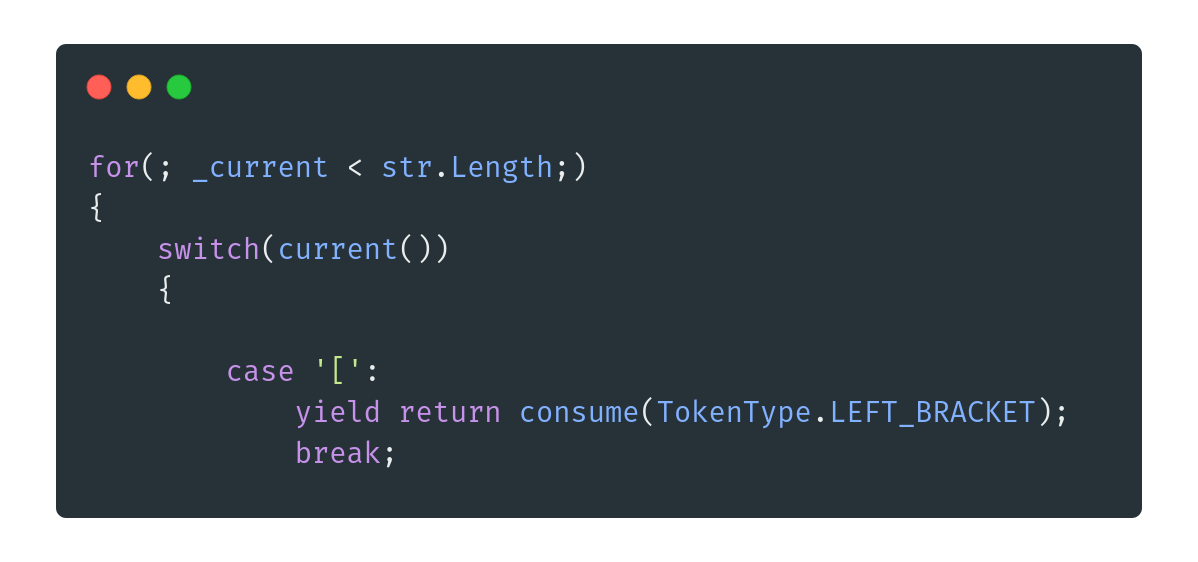 for(; _current < str.Length;)
{
    switch(current())
    {
        case '[':
            yield return consume(TokenType.LEFT_BRACKET);
            break;